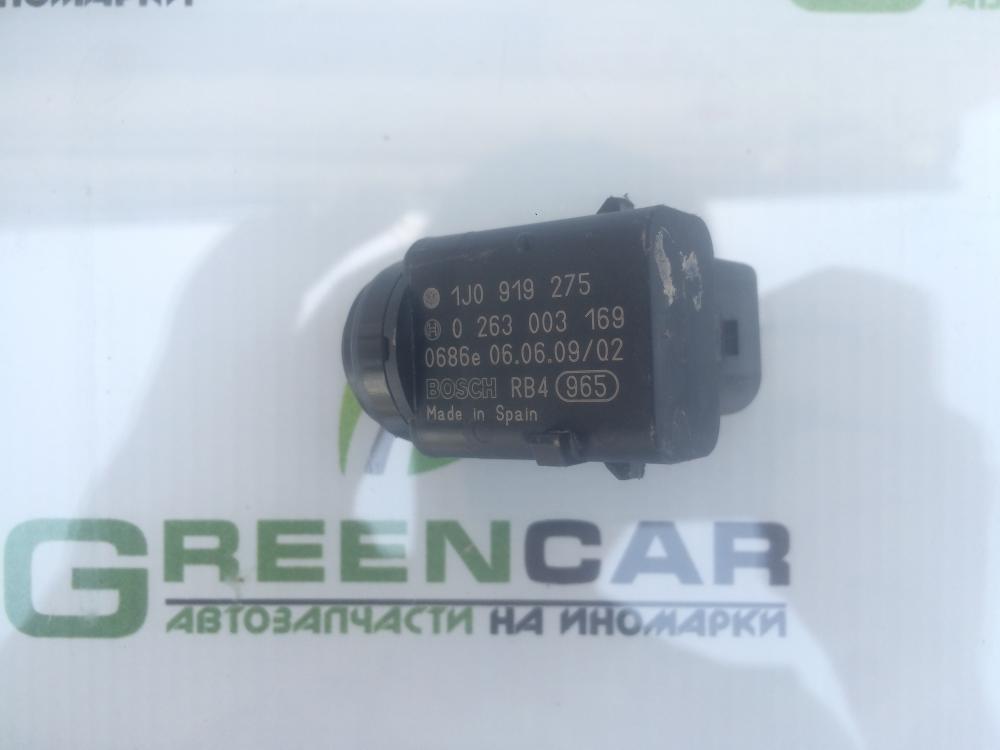 иномарки
1J0 919 275
0 263 003 169
0686e 06.06.09/Q2
BOSCH RB4 965
Made in Spain
GREENCAR
АВТОЗАПЧАСТИ НА ИНОМАРКИ